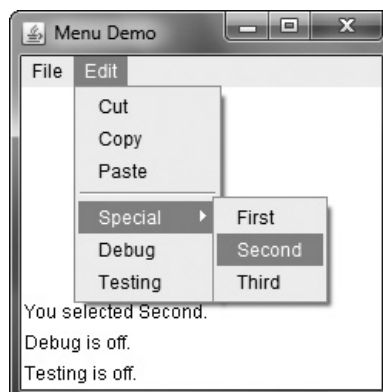 Menu Demo
File Edit
Cut
Copy
Paste
Special
First
Second
Third
Debug
Testing
You selected Second.
Debug is off.
Testing is off.